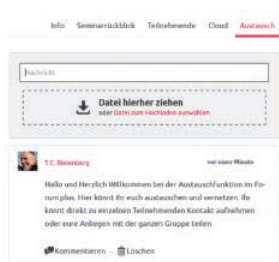 Info Seminarrückblick Teilnehmende Cloud Austausch
Nachricht
Datei hierher ziehen
oder Datei zum Hochladen auswählen
T.C. Bielenberg vor einer Minute
Hallo und Herzlich Willkommen bei der Austauschfunktion im Fo-
rum plus. Hier könnt ihr euch austauschen und vernetzen. Ihr
könnt direkt zu einzelnen Teilnehmenden Kontakt aufnehmen
oder eure Anliegen mit der ganzen Gruppe teilen.
Kommentieren - Löschen